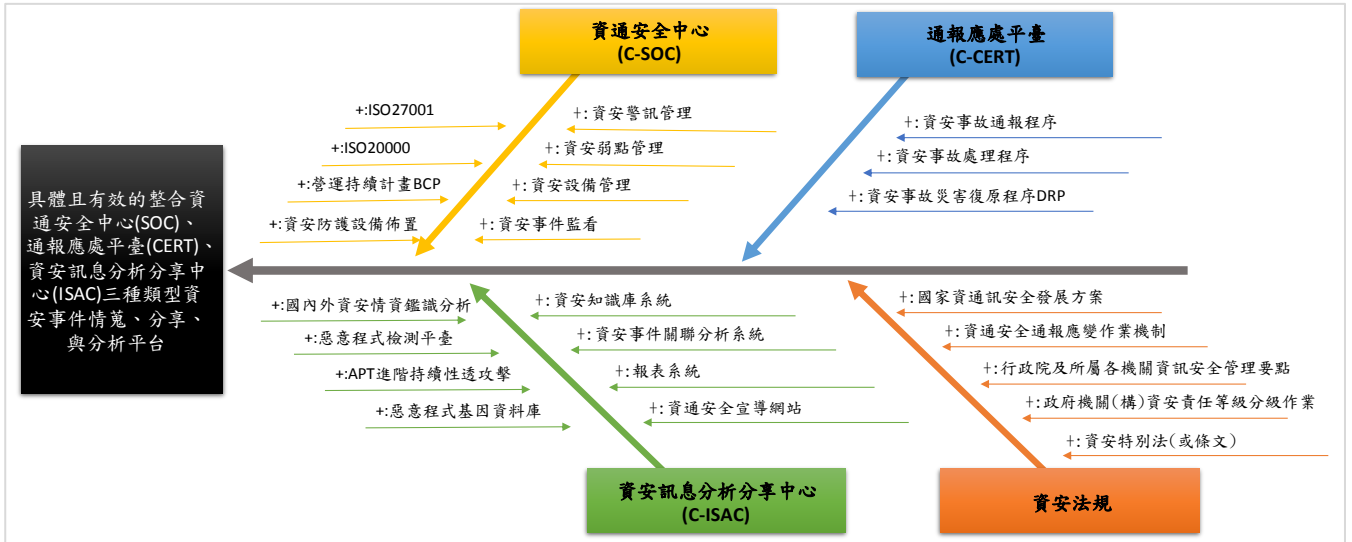 資通安全中心
(C-SOC)
通報應處平臺
(C-CERT)
+:ISO27001
+:ISO20000
+:營運持續計畫BCP
+:資安防護設備佈置
+:資安警訊管理
+:資安弱點管理
+:資安設備管理
+:資安事件監看
+:資安事故通報程序
+:資安事故處理程序
+:資安事故災害復原程序DRP
具體且有效的整合資
通安全中心(SOC)、
通報應處平臺(CERT)、
資安訊息分析分享中
心(ISAC)三種類型資
安事件情蒐、分享、
與分析平台
+:國內外資安情資鑑識分析
+:惡意程式檢測平臺
+:APT進階持續性透攻擊
+:惡意程式基因資料庫
+:資安知識庫系統
+:資安事件關聯分析系統
+:報表系統
+:資通安全宣導網站
+:國家資通訊安全發展方案
+:資通安全通報應變作業機制
+:行政院及所屬各機關資訊安全管理要點
+:政府機關(構)資安責任等級分級作業
+:資安特別法(或條文)
資安訊息分析分享中心
(C-ISAC)
資安法規